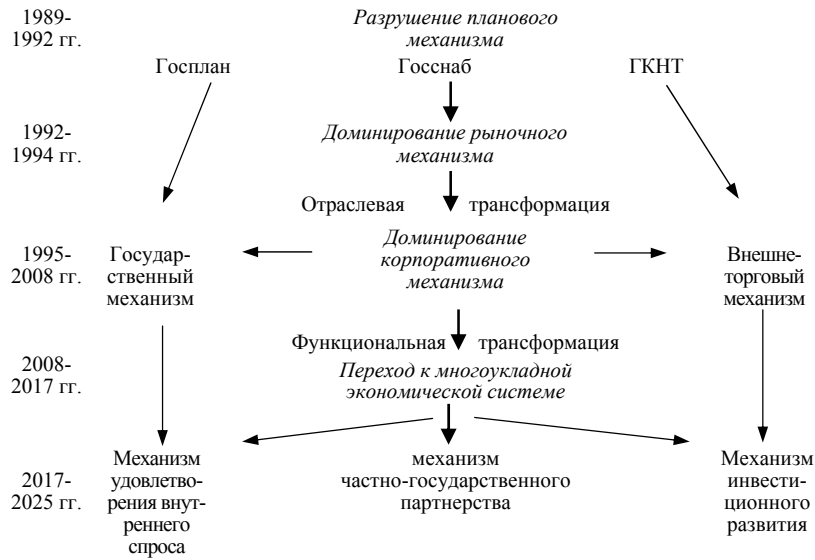 1989-
1992 гг.
Разрушение планового
механизма
Госплан
Госснаб
ГКНТ
1992-
1994 гг.
Доминирование рыночного
механизма
Отраслевая трансформация
1995-
2008 гг.
Государ-
ственный
механизм
Доминирование
корпоративного
механизма
Внешне-
торговый
механизм
Функциональная трансформация
2008-
2017 гг.
Переход к многоукладной
экономической системе
2017-
2025 гг.
Механизм
удовлетво-
рения внут-
реннего
спроса
механизм
частно-государственного
партнерства
Механизм
инвести-
ционного
развития